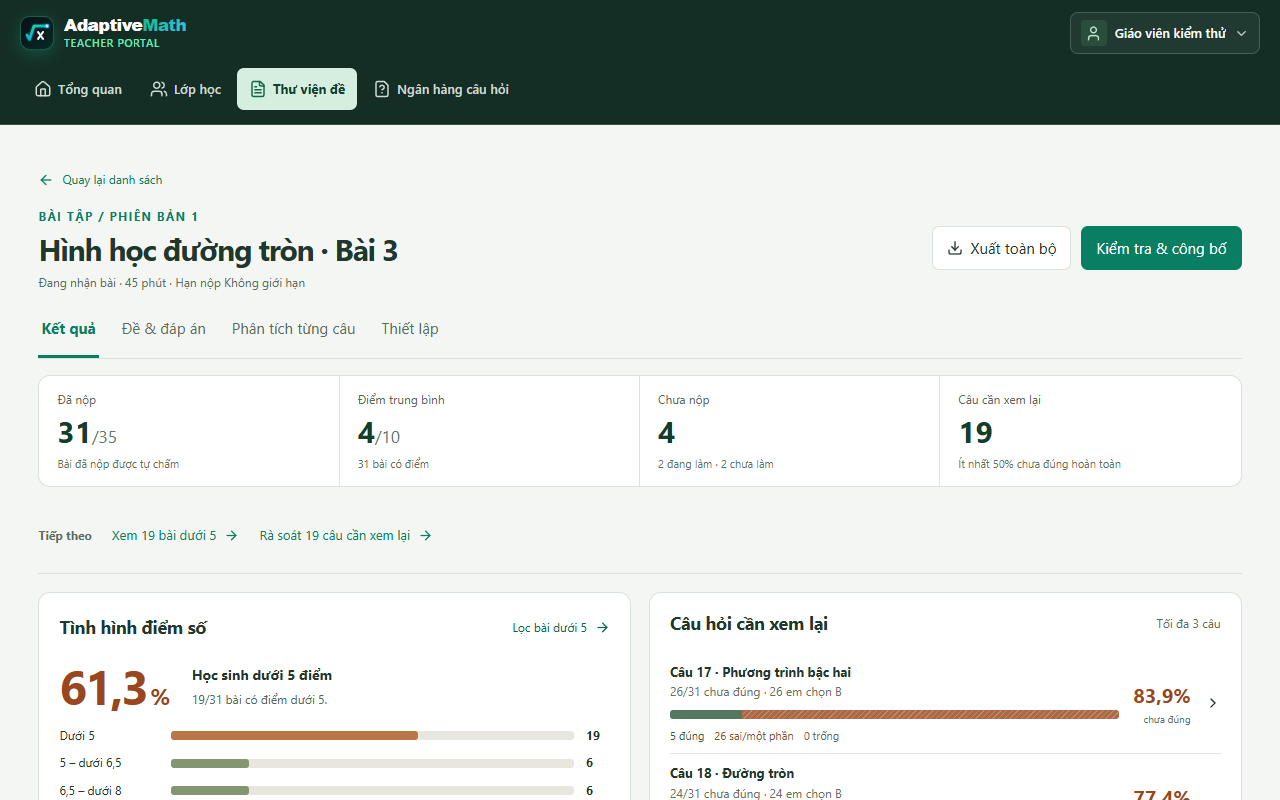 AdaptiveMath
TEACHER PORTAL
Giáo viên kiểm thử
Tổng quan
Lớp học
Thư viện đề
Ngân hàng câu hỏi
Quay lại danh sách
BÀI TẬP / PHIÊN BẢN 1
Hình học đường tròn · Bài 3
Đang nhận bài · 45 phút · Hạn nộp Không giới hạn
Xuất toàn bộ
Kiểm tra & công bố
Kết quả
Đề & đáp án
Phân tích từng câu
Thiết lập
Đã nộp
31/35
Bài đã nộp được tự chấm
Điểm trung bình
4/10
31 bài có điểm
Chưa nộp
4
2 đang làm · 2 chưa làm
Câu cần xem lại
19
Ít nhất 50% chưa đúng hoàn toàn
Tiếp theo
Xem 19 bài dưới 5
Rà soát 19 câu cần xem lại
Tình hình điểm số
Lọc bài dưới 5
61,3%
Học sinh dưới 5 điểm
19/31 bài có điểm dưới 5.
Dưới 5
19
5 – dưới 6,5
6
6,5 – dưới 8
6
Câu hỏi cần xem lại
Tối đa 3 câu
Câu 17 · Phương trình bậc hai
26/31 chưa đúng · 26 em chọn B
83,9%
chưa đúng
5 đúng 26 sai/một phần 0 trống
Câu 18 · Đường tròn
24/31 chưa đúng · 24 em chọn B
77,4%